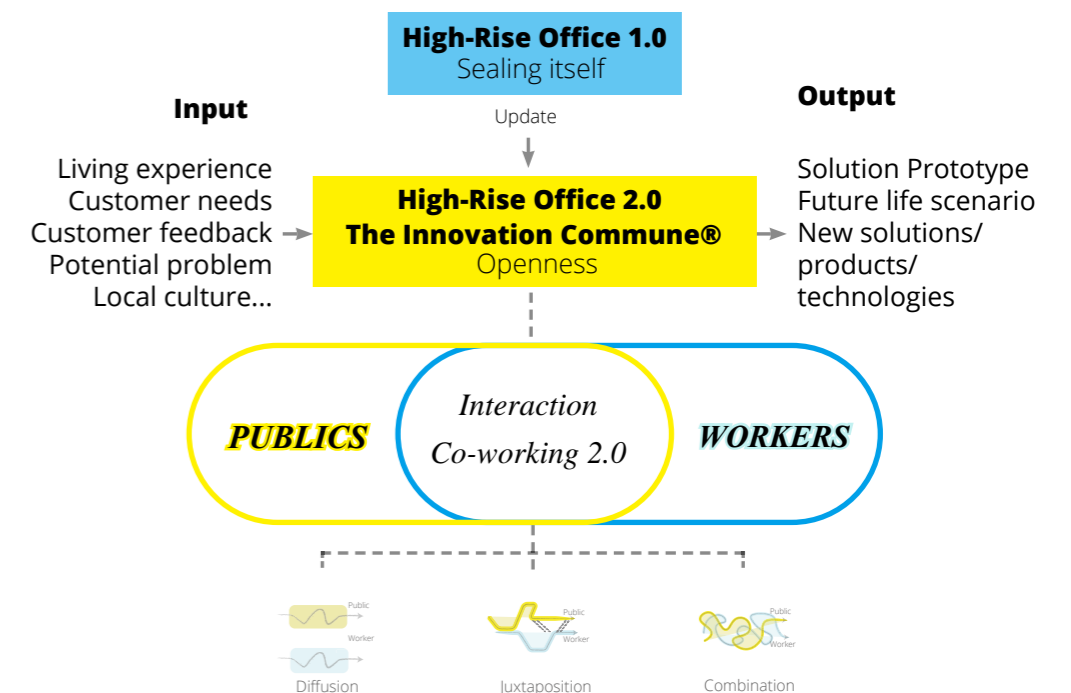 High-Rise Office 1.0
Sealing itself
Update
Input
Living experience
Customer needs
Customer feedback
Potential problem
Local culture...
High-Rise Office 2.0
The Innovation Commune®
Openness
Output
Solution Prototype
Future life scenario
New solutions/
products/
technologies
PUBLICS
Interaction
Co-working 2.0
WORKERS
Public
Worker
Diffusion
Public
Worker
Juxtaposition
Public
Worker
Combination